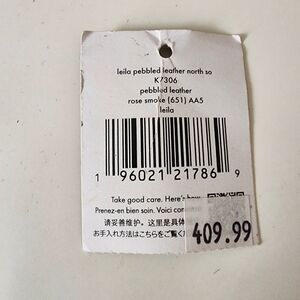 leila pebbled leather north so
K7306
pebbled leather
rose smoke (651) AA5
leila
1 96021 21786 9
Take good care. Here's how
Prenez-en bien soin. Voici com
请妥善维护。这里是具体
お手入れ方法はこちらをご覧く
409.99